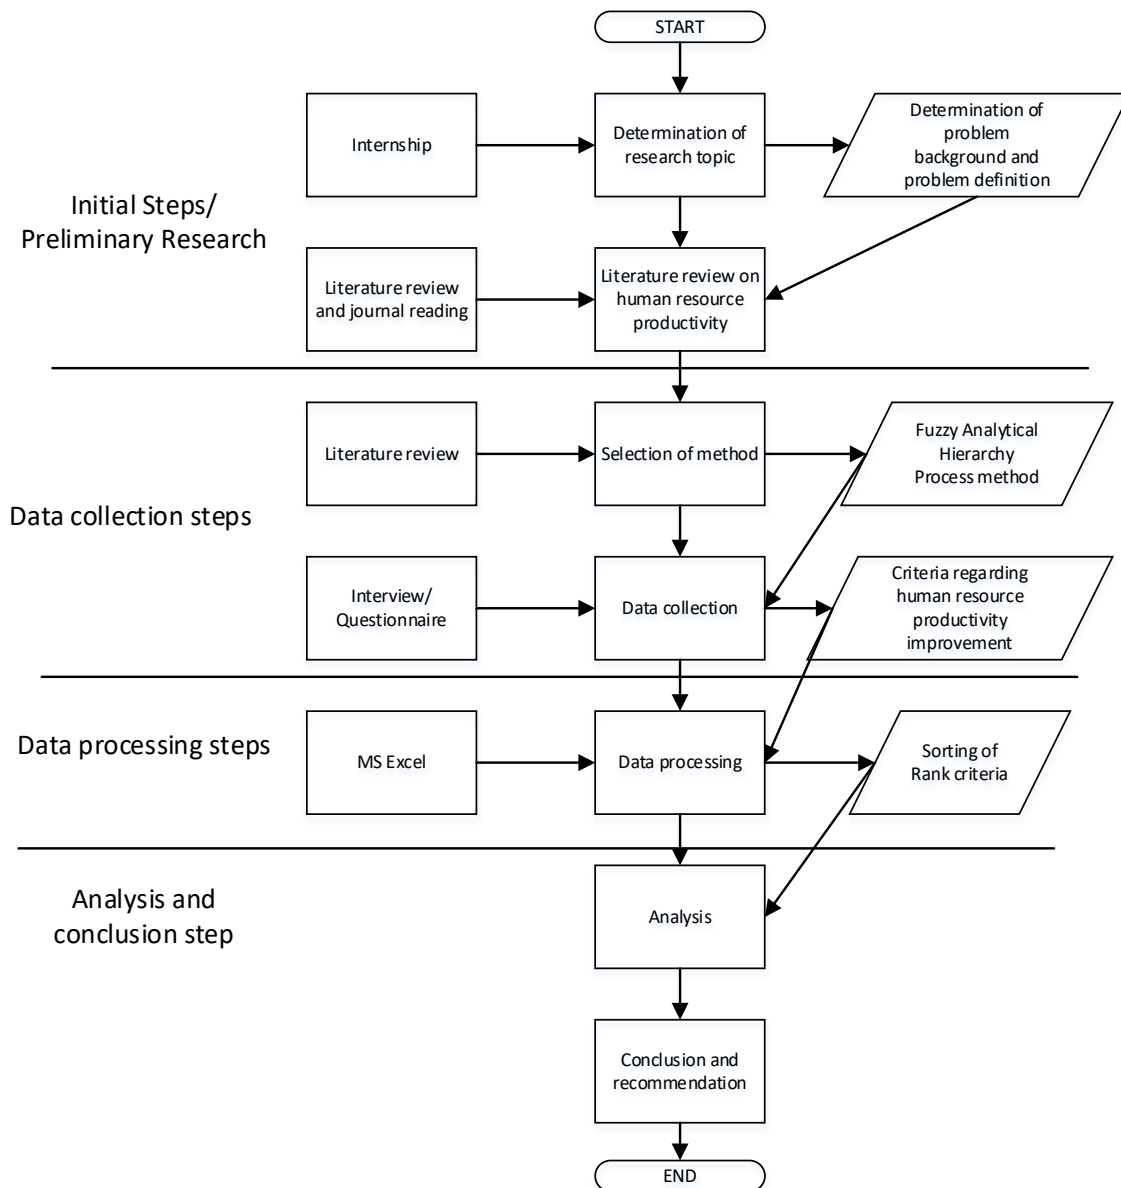 START
Internship
Determination of
research topic
Determination of
problem
background and
problem definition
Initial Steps/
Preliminary Research
Literature review
and journal reading
Literature review on
human resource
productivity
Literature review
Selection of method
Fuzzy Analytical
Hierarchy
Process method
Data collection steps
Interview/
Questionnaire
Data collection
Criteria regarding
human resource
productivity
improvement
Data processing steps
MS Excel
Data processing
Sorting of
Rank criteria
Analysis and
conclusion step
Analysis
Conclusion and
recommendation
END